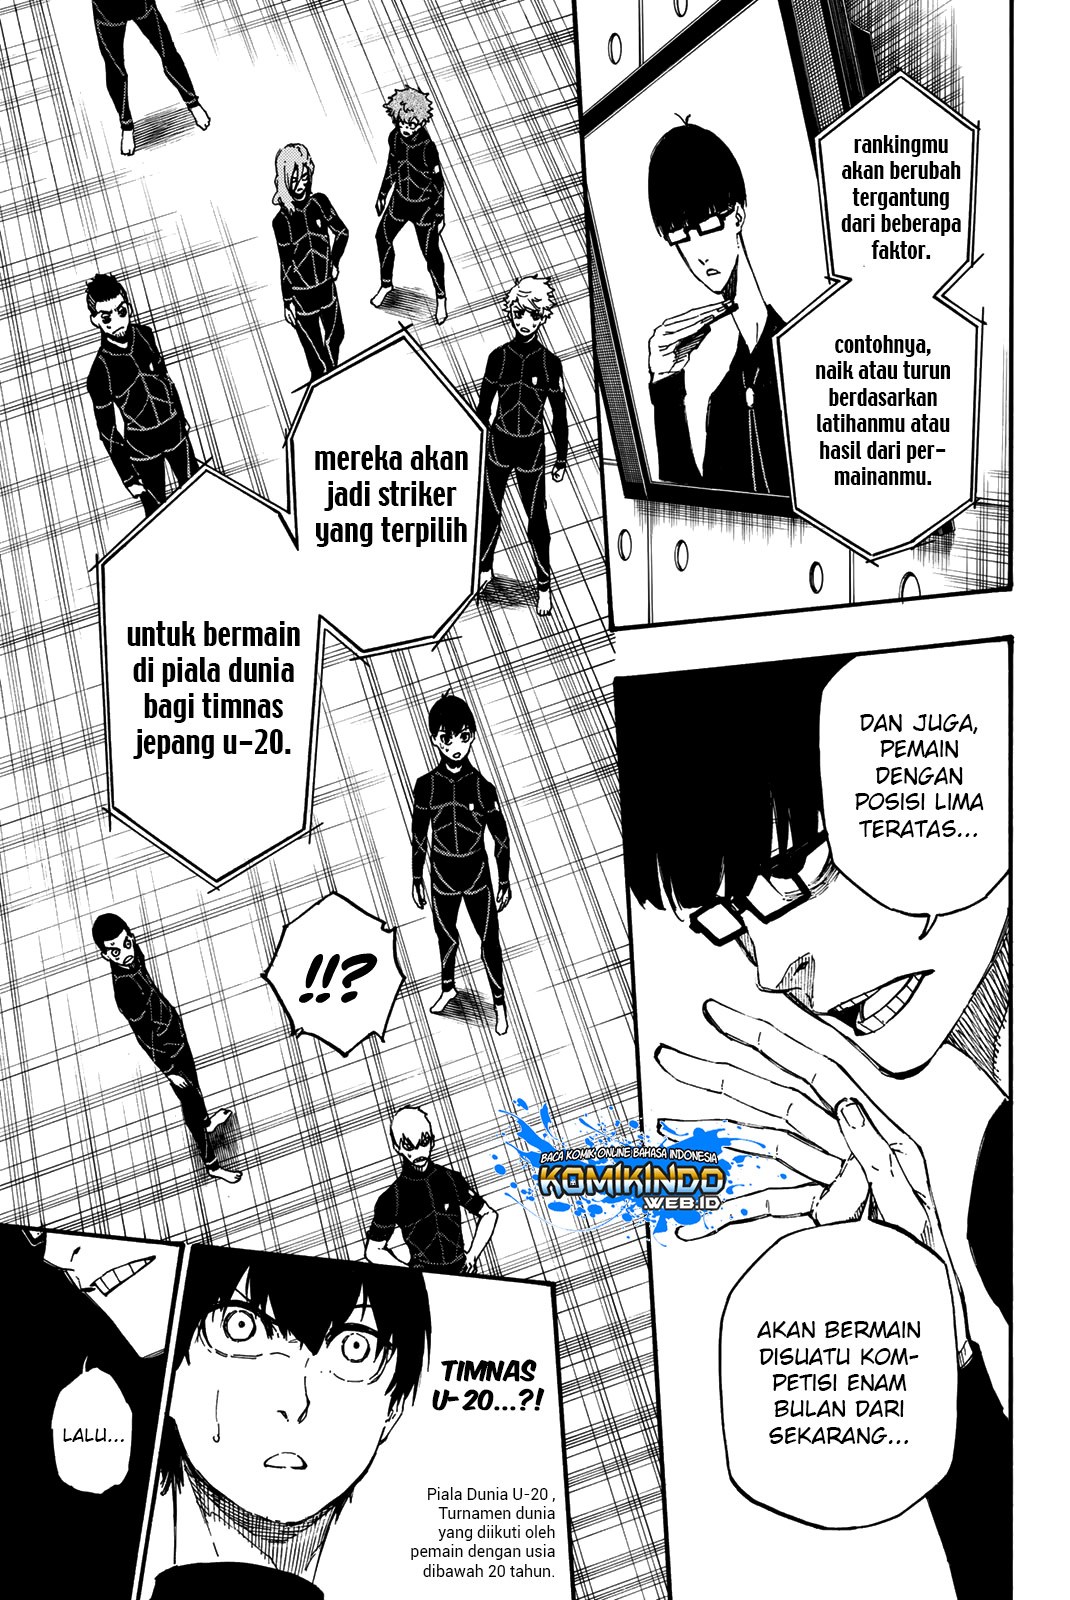 rankingmu
akan berubah
tergantung
dari beberapa
faktor.
contohnya,
naik atau turun
berdasarkan
latihanmu atau
hasil dari per-
mainanmu.
DAN JUGA,
PEMAIN
DENGAN
POSISI LIMA
TERATAS...
AKAN BERMAIN
DISUATU KOM-
PETISI ENAM
BULAN DARI
SEKARANG...
mereka akan
jadi striker
yang terpilih
untuk bermain
di piala dunia
bagi timnas
jepang u-20.
!!?
BACA KOMIK ONLINE BAHASA INDONESIA
KOMIKINDO
.WEB.ID
TIMNAS
U-20...?!
Piala Dunia U-20 ,
Turnamen dunia
yang diikuti oleh
pemain dengan usia
dibawah 20 tahun.
LALU...